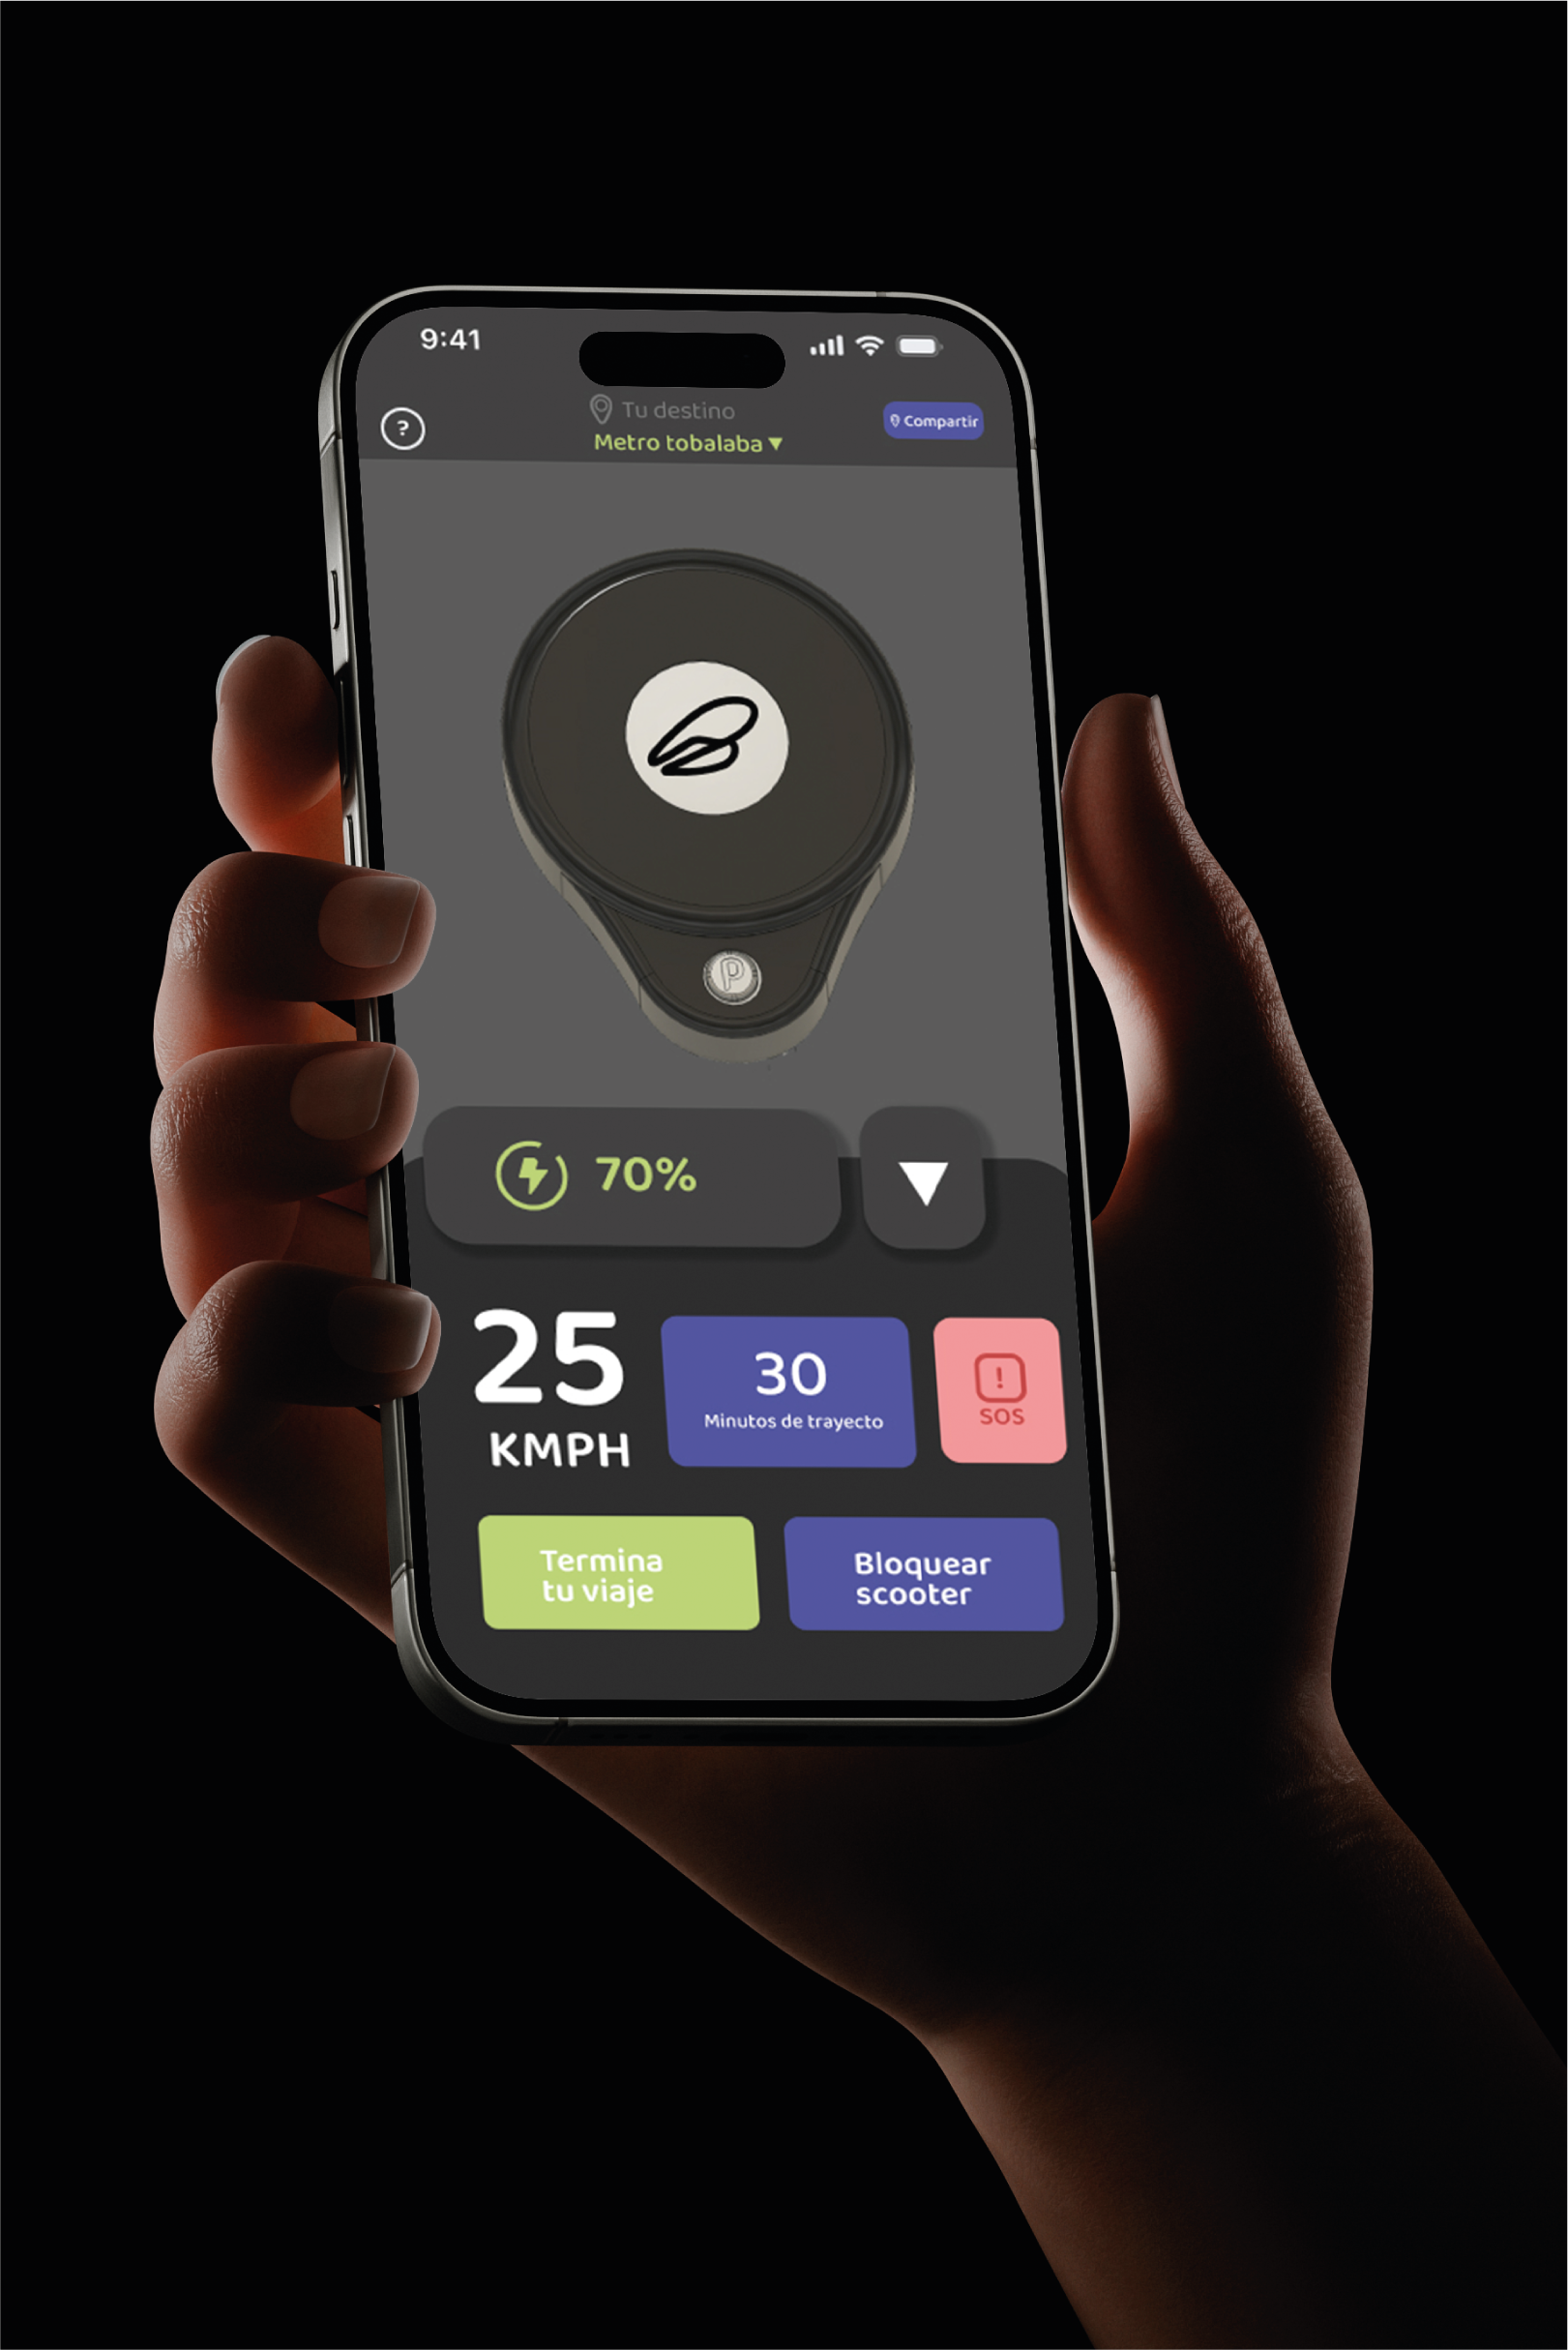 9:41
?
Tu destino
Metro tobalaba
Compartir
P
70%
25
KMPH
30
Minutos de trayecto
!
SOS
Termina
tu viaje
Bloquear
scooter